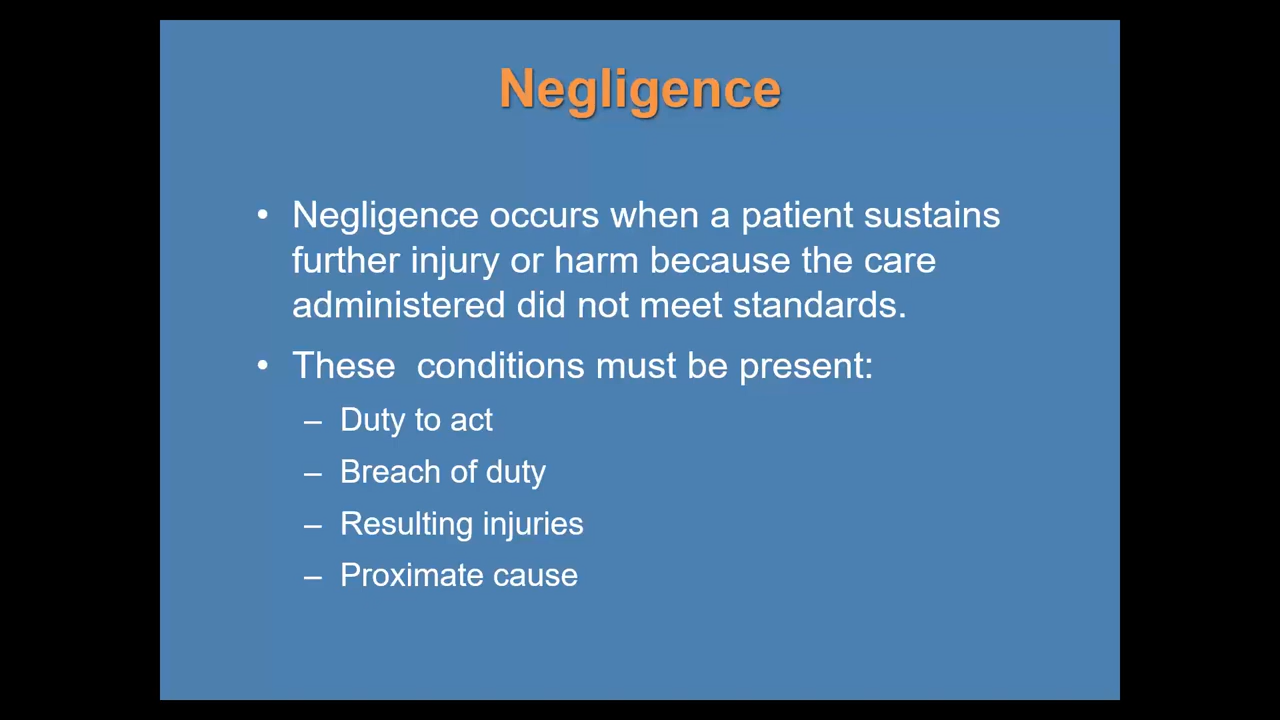 Negligence
• Negligence occurs when a patient sustains
further injury or harm because the care
administered did not meet standards.
• These  conditions must be present:
– Duty to act
– Breach of duty
– Resulting injuries
– Proximate cause